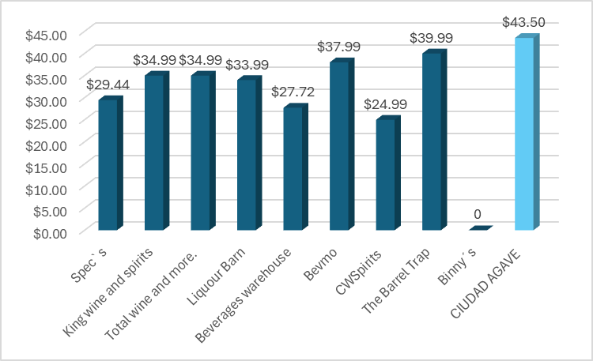 $45.00
$40.00
$35.00
$30.00
$25.00
$20.00
$15.00
$10.00
$5.00
$0.00
$29.44
$34.99
$34.99
$33.99
$27.72
$37.99
$24.99
$39.99
0
$43.50
Spec`s
King wine and spirits
Total wine and more.
Liquour Barn
Beverages warehouse
Bevmo
CWSpirits
The Barrel Trap
Binny´s
CIUDAD AGAVE